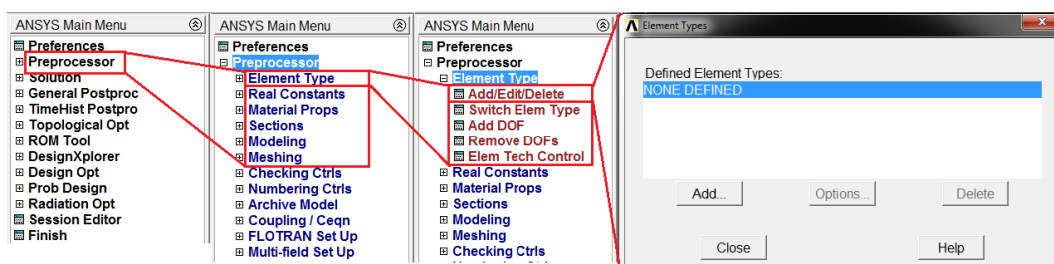 ANSYS Main Menu
Preferences
Preprocessor
Solution
General Postproc
TimeHist Postpro
Topological Opt
ROM Tool
DesignXplorer
Design Opt
Prob Design
Radiation Opt
Session Editor
Finish
ANSYS Main Menu
Preferences
Preprocessor
Element Type
Real Constants
Material Props
Sections
Modeling
Meshing
Checking Ctrls
Numbering Ctrls
Archive Model
Coupling / Ceqn
FLOTRAN Set Up
Multi-field Set Up
ANSYS Main Menu
Preferences
Preprocessor
Element Type
Add/Edit/Delete
Switch Elem Type
Add DOF
Remove DOFs
Elem Tech Control
Real Constants
Material Props
Sections
Modeling
Meshing
Checking Ctrls
Element Types
Defined Element Types:
NONE DEFINED
Add... Options... Delete
Close Help